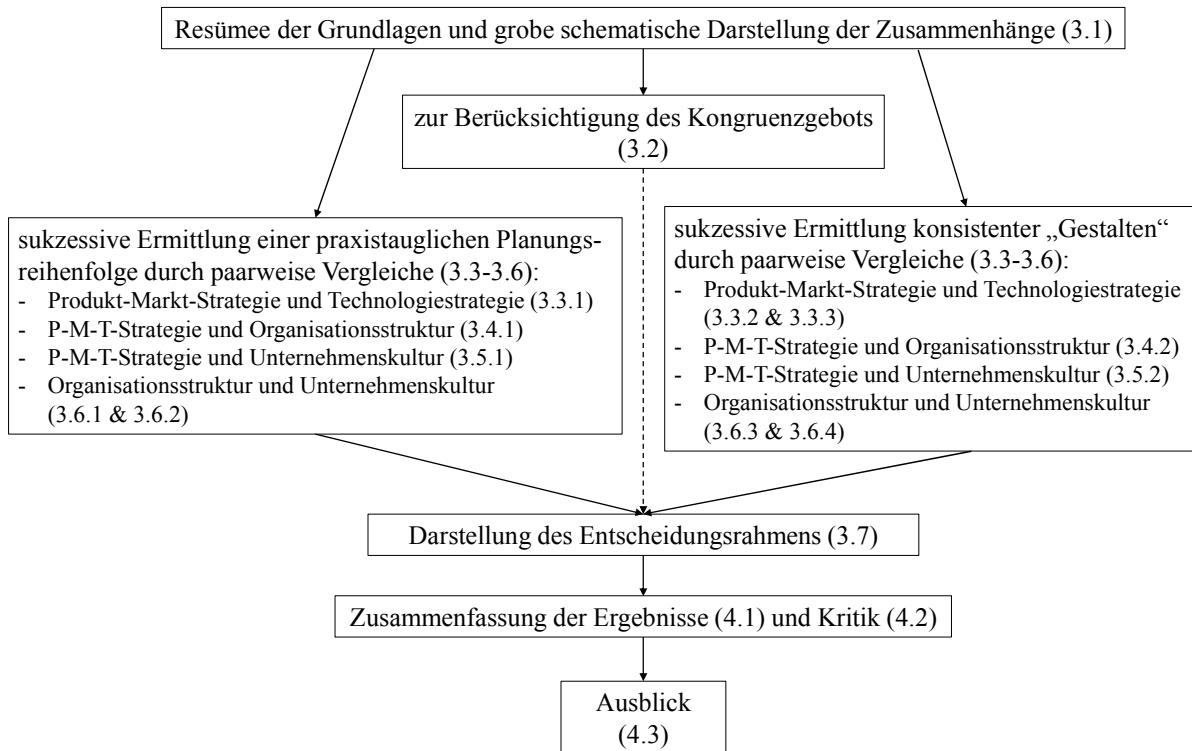 Resümee der Grundlagen und grobe schematische Darstellung der Zusammenhänge (3.1)
zur Berücksichtigung des Kongruenzgebots
(3.2)
sukzessive Ermittlung einer praxistauglichen Planungs-
reihenfolge durch paarweise Vergleiche (3.3-3.6):
- Produkt-Markt-Strategie und Technologiestrategie (3.3.1)
- P-M-T-Strategie und Organisationsstruktur (3.4.1)
- P-M-T-Strategie und Unternehmenskultur (3.5.1)
- Organisationsstruktur und Unternehmenskultur
(3.6.1 & 3.6.2)
sukzessive Ermittlung konsistenter „Gestalten“
durch paarweise Vergleiche (3.3-3.6):
- Produkt-Markt-Strategie und Technologiestrategie
(3.3.2 & 3.3.3)
- P-M-T-Strategie und Organisationsstruktur (3.4.2)
- P-M-T-Strategie und Unternehmenskultur (3.5.2)
- Organisationsstruktur und Unternehmenskultur
(3.6.3 & 3.6.4)
Darstellung des Entscheidungsrahmens (3.7)
Zusammenfassung der Ergebnisse (4.1) und Kritik (4.2)
Ausblick
(4.3)